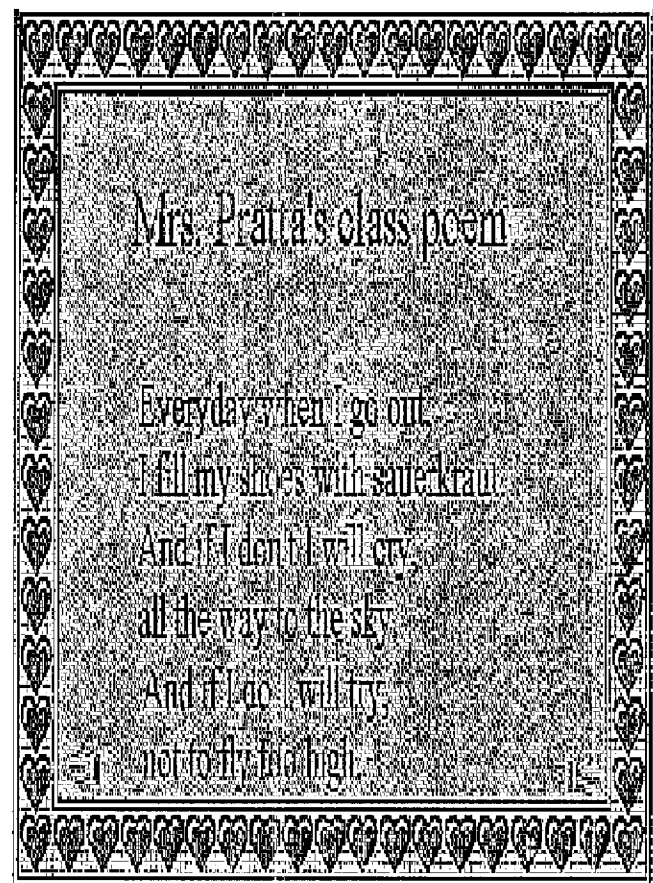 Mrs. Pratta's class poem
Everyday when I go out,
I fill my shoes with sauerkraut.
And if I don't I will cry,
all the way to the sky.
And if I do I will try,
not to fly too high.